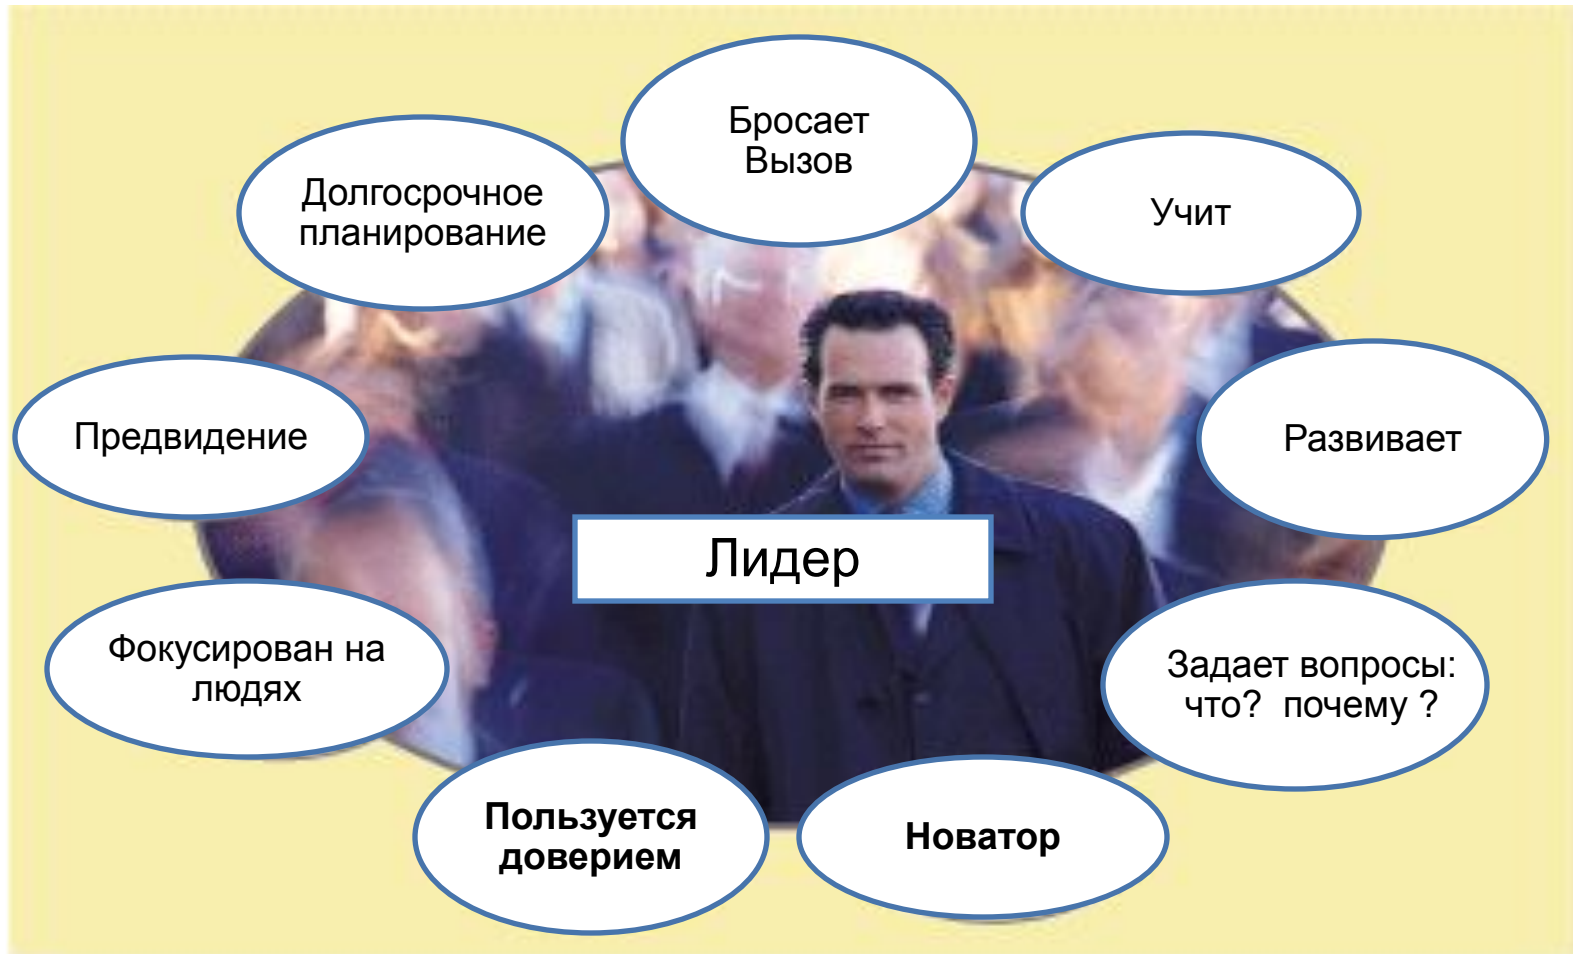 Бросает
Вызов
Долгосрочное
планирование
Учит
Предвидение
Развивает
Лидер
Фокусирован на
людях
Задает вопросы:
что?  почему ?
Пользуется
доверием
Новатор